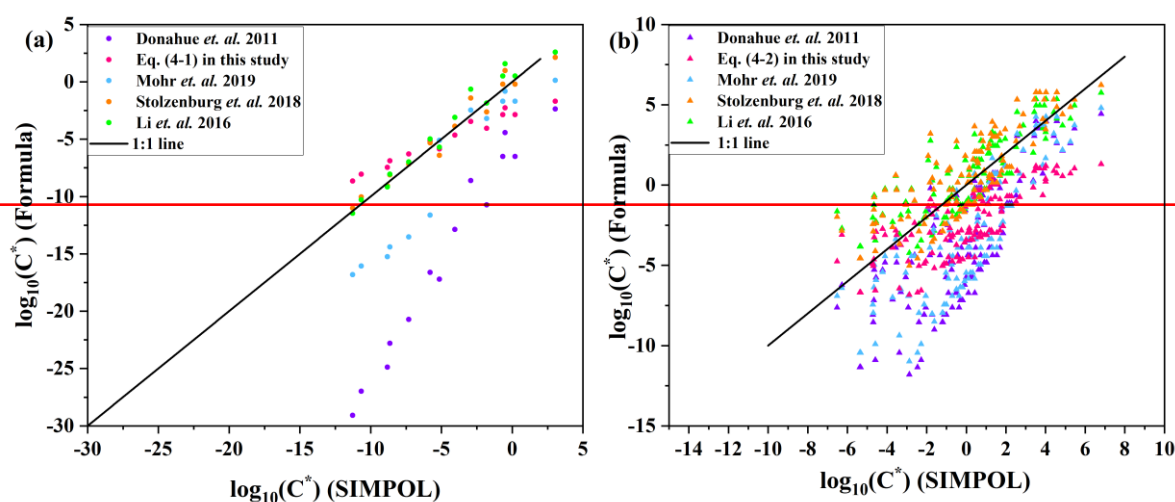 (a)
Donahue et. al. 2011
Eq. (4-1) in this study
Mohr et. al. 2019
Stolzenburg et. al. 2018
Li et. al. 2016
1:1 line
log10(C*) (Formula)
5
0
-5
-10
-15
-20
-25
-30
-30 -25 -20 -15 -10 -5 0 5
log10(C*) (SIMPOL)
(b)
Donahue et. al. 2011
Eq. (4-2) in this study
Mohr et. al. 2019
Stolzenburg et. al. 2018
Li et. al. 2016
1:1 line
log10(C*) (Formula)
10
5
0
-5
-10
-15
-14 -12 -10 -8 -6 -4 -2 0 2 4 6 8 10
log10(C*) (SIMPOL)